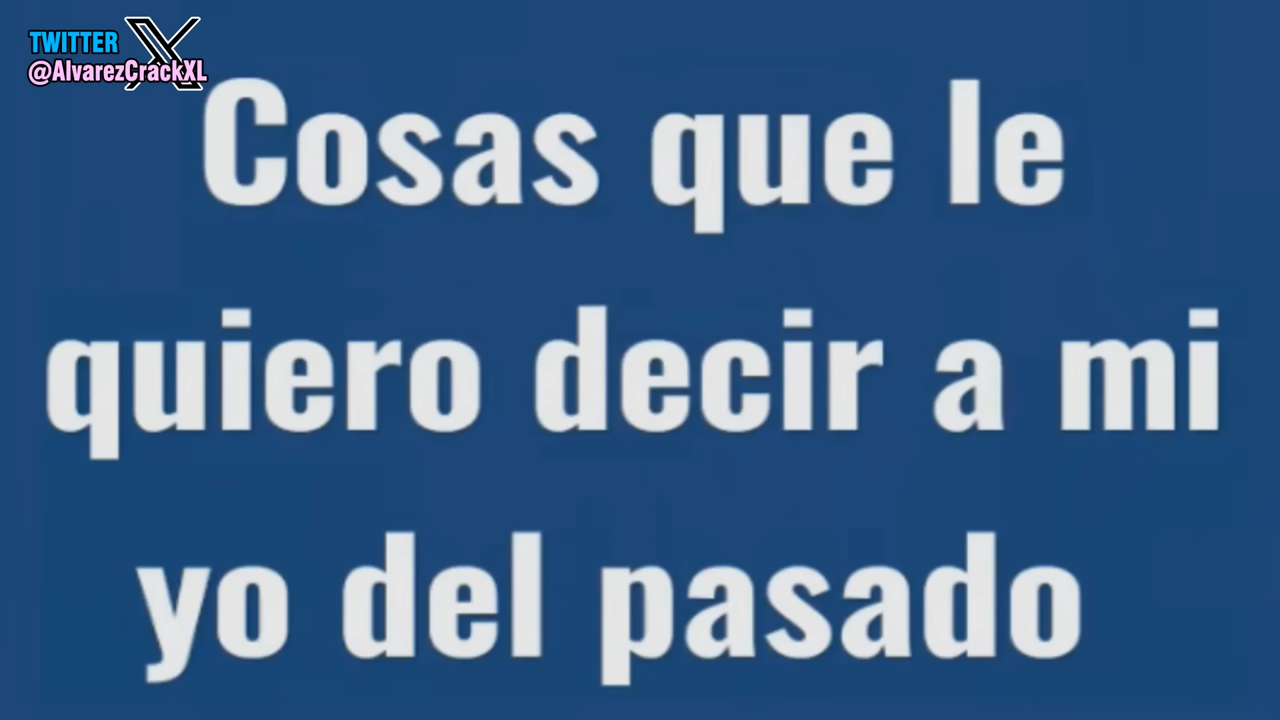 TWITTER
@AlvarezCrackXL
Cosas que le
quiero decir a mi
yo del pasado